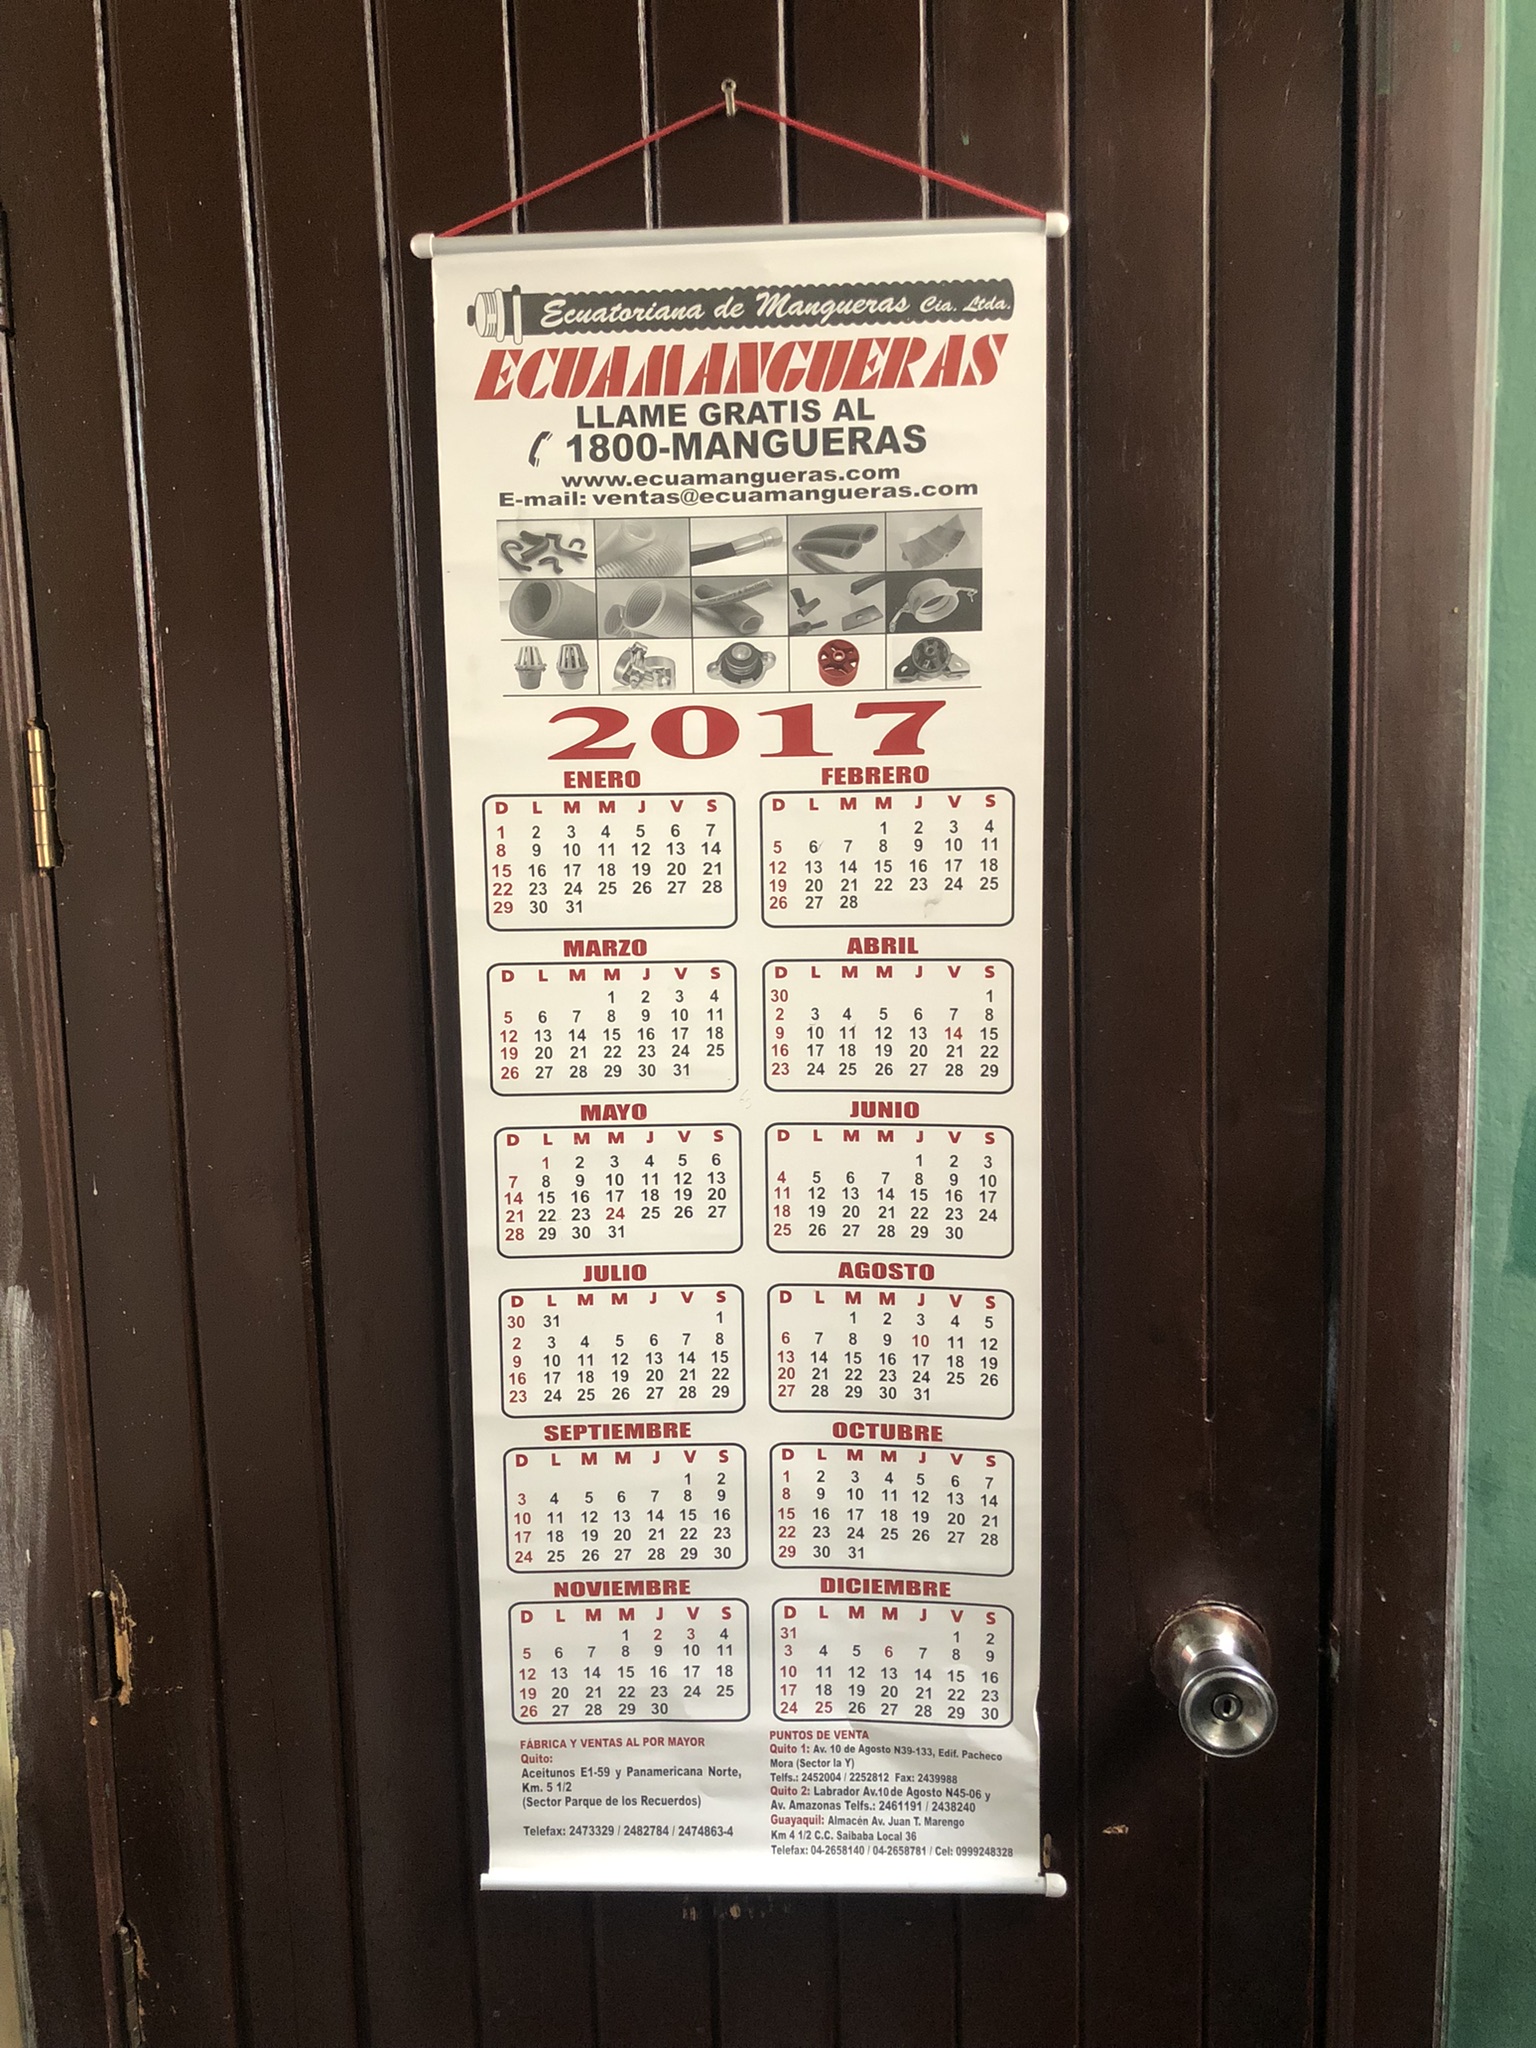 Ecuatoriana de Mangueras Cia. Ltda.
ECUAMANGUERAS
LLAME GRATIS AL
1800-MANGUERAS
www.ecuamangueras.com
E-mail: ventas@ecuamangueras.com
2017
ENERO
D L M M J V S
1 2 3 4 5 6 7
8 9 10 11 12 13 14
15 16 17 18 19 20 21
22 23 24 25 26 27 28
29 30 31
FEBRERO
D L M M J V S
1 2 3 4
5 6 7 8 9 10 11
12 13 14 15 16 17 18
19 20 21 22 23 24 25
26 27 28
MARZO
D L M M J V S
1 2 3 4
5 6 7 8 9 10 11
12 13 14 15 16 17 18
19 20 21 22 23 24 25
26 27 28 29 30 31
ABRIL
D L M M J V S
30 1
2 3 4 5 6 7 8
9 10 11 12 13 14 15
16 17 18 19 20 21 22
23 24 25 26 27 28 29
MAYO
D L M M J V S
1 2 3 4 5 6
7 8 9 10 11 12 13
14 15 16 17 18 19 20
21 22 23 24 25 26 27
28 29 30 31
JUNIO
D L M M J V S
1 2 3
4 5 6 7 8 9 10
11 12 13 14 15 16 17
18 19 20 21 22 23 24
25 26 27 28 29 30
JULIO
D L M M J V S
30 31 1
2 3 4 5 6 7 8
9 10 11 12 13 14 15
16 17 18 19 20 21 22
23 24 25 26 27 28 29
AGOSTO
D L M M J V S
1 2 3 4 5
6 7 8 9 10 11 12
13 14 15 16 17 18 19
20 21 22 23 24 25 26
27 28 29 30 31
SEPTIEMBRE
D L M M J V S
1 2
3 4 5 6 7 8 9
10 11 12 13 14 15 16
17 18 19 20 21 22 23
24 25 26 27 28 29 30
OCTUBRE
D L M M J V S
1 2 3 4 5 6 7
8 9 10 11 12 13 14
15 16 17 18 19 20 21
22 23 24 25 26 27 28
29 30 31
NOVIEMBRE
D L M M J V S
1 2 3 4
5 6 7 8 9 10 11
12 13 14 15 16 17 18
19 20 21 22 23 24 25
26 27 28 29 30
DICIEMBRE
D L M M J V S
31 1 2
3 4 5 6 7 8 9
10 11 12 13 14 15 16
17 18 19 20 21 22 23
24 25 26 27 28 29 30
FÁBRICA Y VENTAS AL POR MAYOR
Quito:
Aceitunos E1-59 y Panamericana Norte,
Km. 5 1/2
(Sector Parque de los Recuerdos)
Telefax: 2473329 / 2482784 / 2474863-4
PUNTOS DE VENTA
Quito 1: Av. 10 de Agosto N39-133, Edif. Pacheco
Mora (Sector la Y)
Telfs.: 2452004 / 2252812 Fax: 2439988
Quito 2: Labrador Av.10 de Agosto N45-06 y
Av. Amazonas Telfs.: 2461191 / 2438240
Guayaquil: Almacén Av. Juan T. Marengo
Km 4 1/2 C.C. Saibaba Local 36
Telefax: 04-2658140 / 04-2658781 / Cel: 0999248328